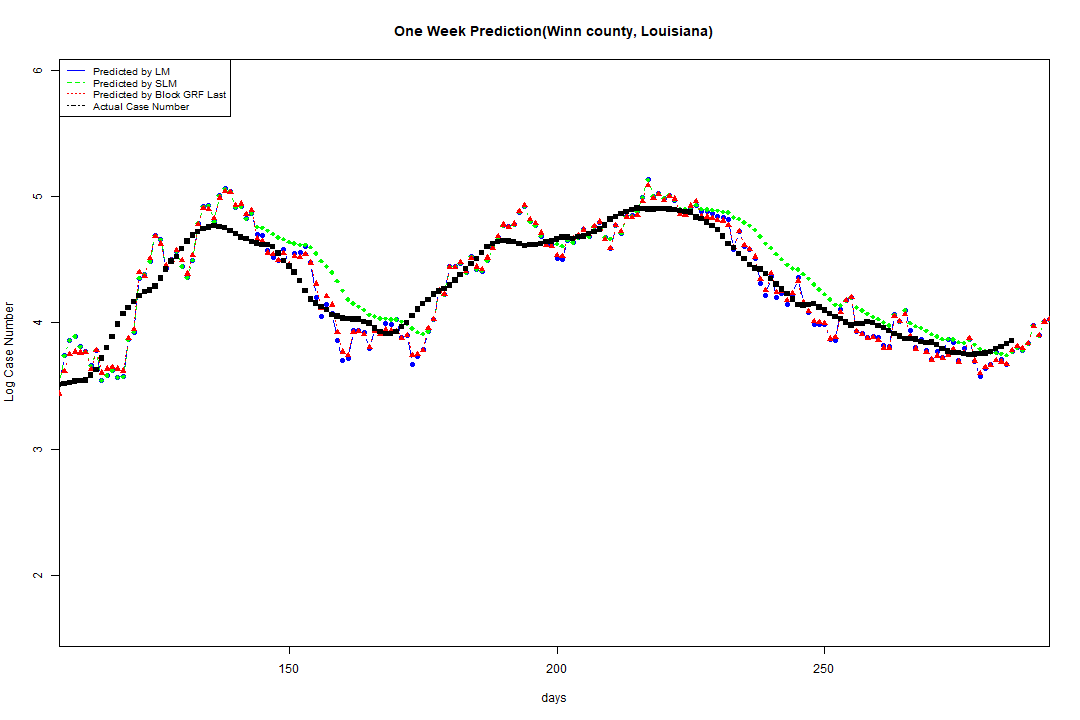 One Week Prediction(Winn county, Louisiana)
Predicted by LM
Predicted by SLM
Predicted by Block GRF Last
Actual Case Number
6
5
4
3
2
Log Case Number
150
200
250
days